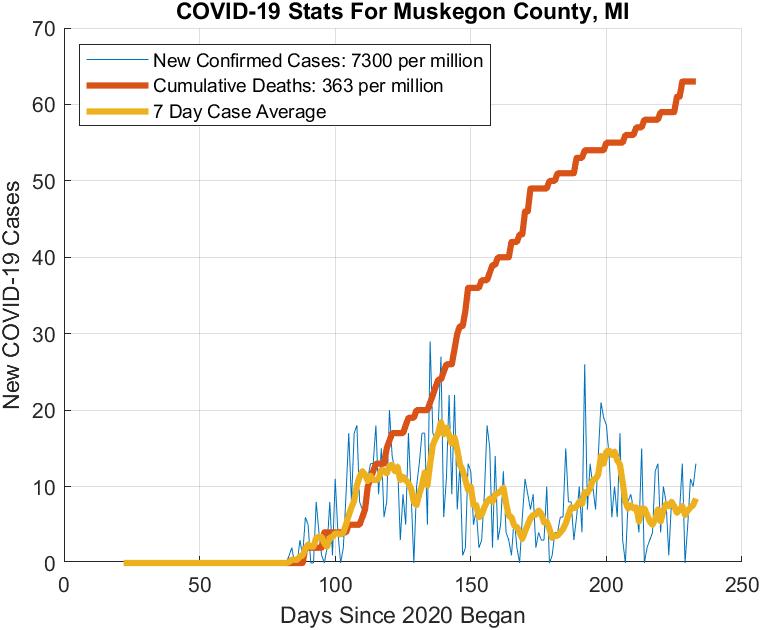 COVID-19 Stats For Muskegon County, MI
New Confirmed Cases: 7300 per million
Cumulative Deaths: 363 per million
7 Day Case Average
New COVID-19 Cases
70
60
50
40
30
20
10
0
0 50 100 150 200 250
Days Since 2020 Began